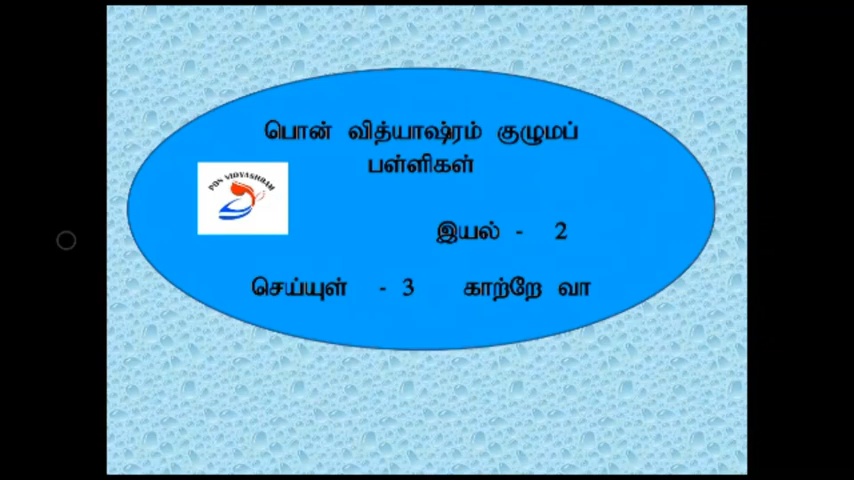 பொன் வித்யாஷ்ரம் குழுமப்
பள்ளிகள்
PON VIDYASHRAM
இயல் - 2
செய்யுள் - 3 காற்றே வா